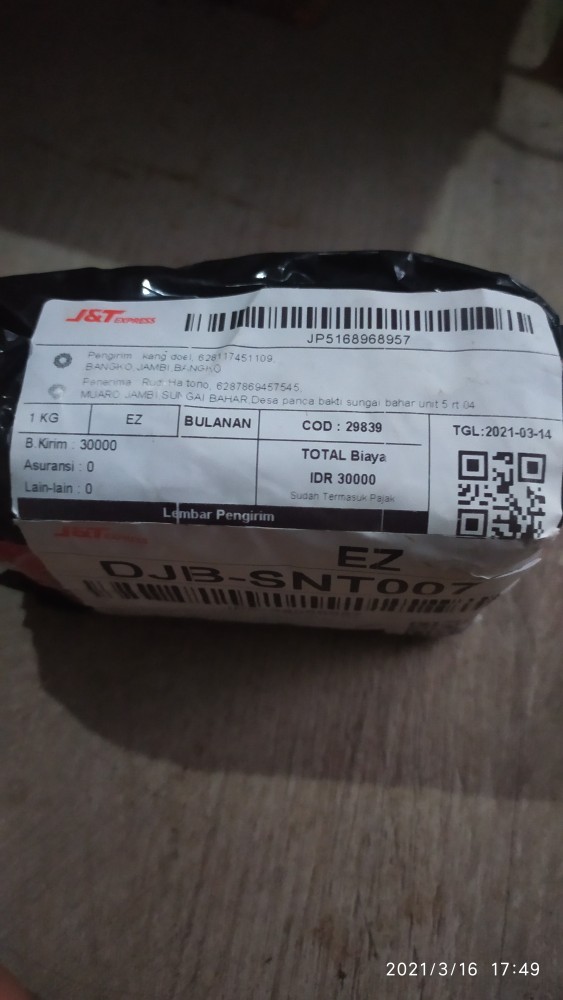 J&T EXPRESS
JP5168968957
Pengirim kang doel, 628117451109,
BANGKO,JAMBI,BANGKO
Penerima Rudi Hartono, 6287869457545,
MUARO JAMBI,SUNGAI BAHAR,Desa panca bakti sungai bahar unit 5 rt 04
1 KG EZ BULANAN COD : 29839 TGL:2021-03-14
B.Kirim : 30000
Asuransi : 0
Lain-lain : 0
TOTAL Biaya
IDR 30000
Sudah Termasuk Pajak
Lembar Pengirim
J&T EXPRESS
EZ
DJB-SNT007
2021/3/16 17:49